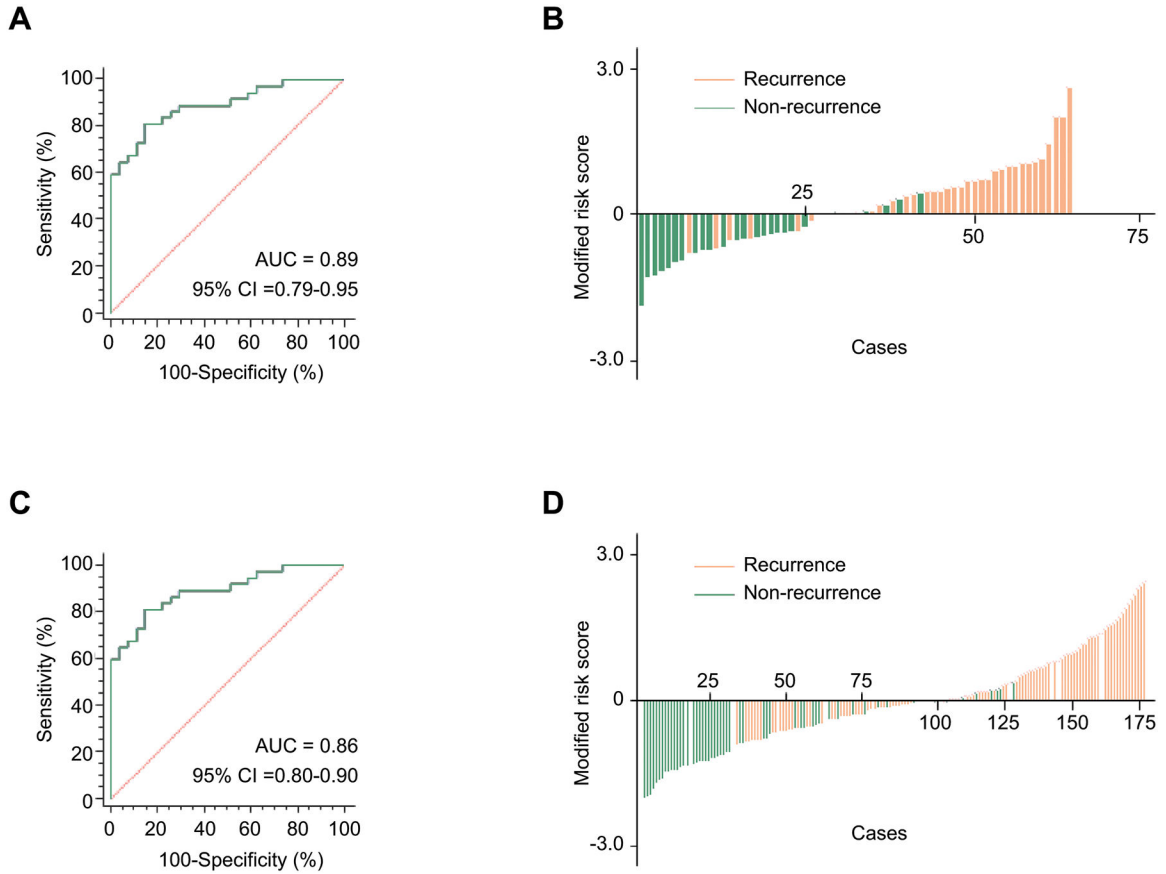 A
100
80
60
40
20
0
Sensitivity (%)
AUC = 0.89
95% CI =0.79-0.95
0 20 40 60 80 100
100-Specificity (%)
B
3.0
0
-3.0
Modified risk score
Recurrence
Non-recurrence
25
50
75
Cases
C
100
80
60
40
20
0
Sensitivity (%)
AUC = 0.86
95% CI =0.80-0.90
0 20 40 60 80 100
100-Specificity (%)
D
3.0
0
-3.0
Modified risk score
Recurrence
Non-recurrence
25 50 75
100 125 150 175
Cases